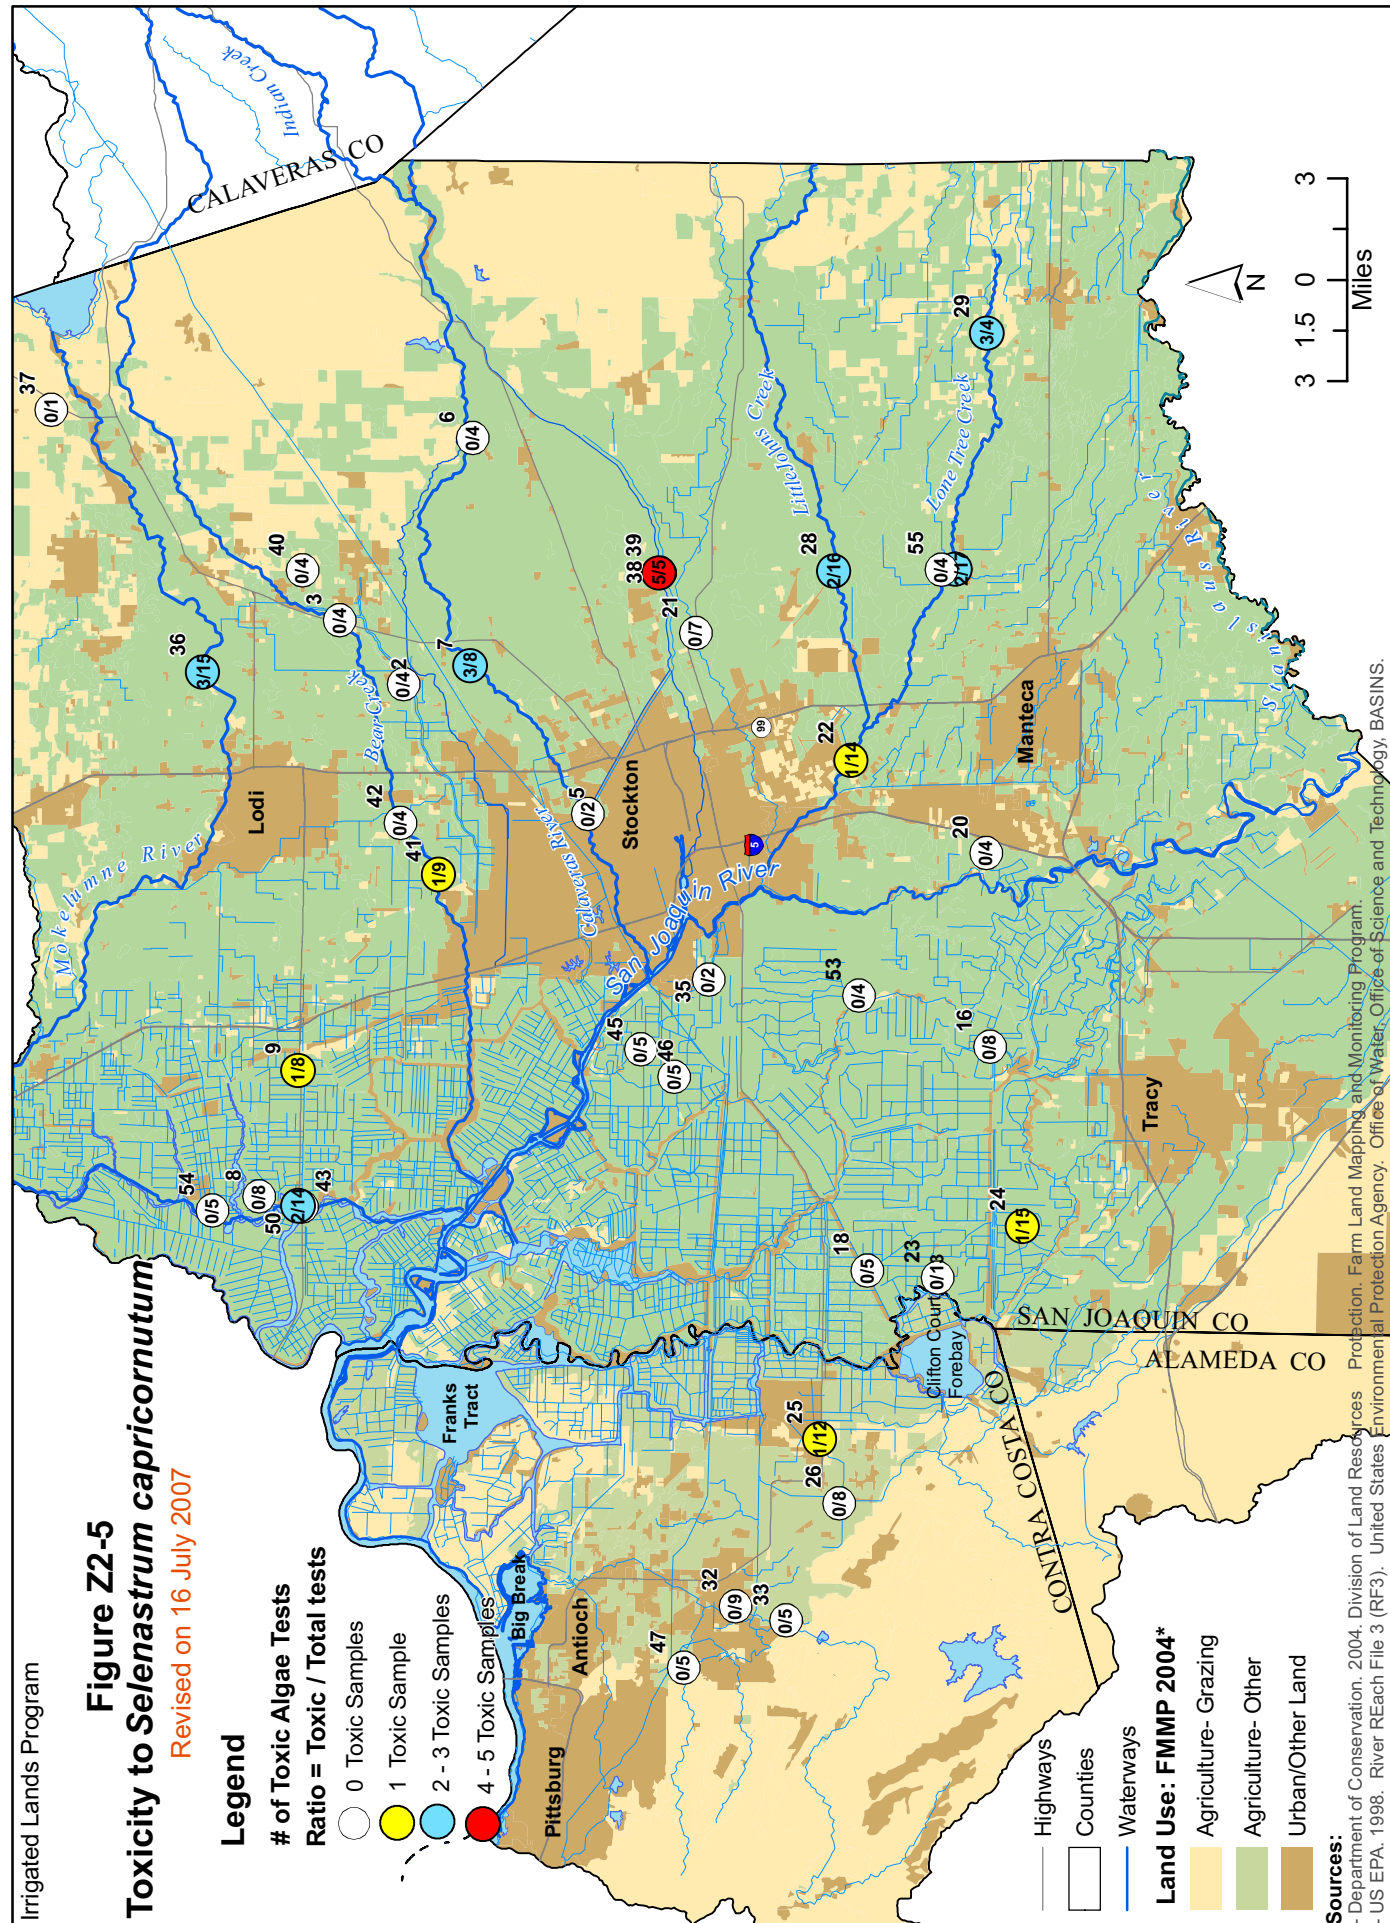 Irrigated Lands Program
Figure Z2-5
Toxicity to Selenastrum capricornutum
Revised on 16 July 2007
Legend
# of Toxic Algae Tests
Ratio = Toxic / Total tests
0 Toxic Samples
1 Toxic Sample
2 - 3 Toxic Samples
4 - 5 Toxic Samples
Highways
Counties
Waterways
Land Use: FMMP 2004*
Agriculture- Grazing
Agriculture- Other
Urban/Other Land
Sources:
- Department of Conservation. 2004. Division of Land Resources Protection. Farm Land Mapping and Monitoring Program.
- US EPA. 1998. River REach File 3 (RF3). United States Environmental Protection Agency. Office of Water, Office of Science and Technology, BASINS.
Pittsburg
Antioch
Big Break
Franks
Tract
47
0/5
32
0/9
33
0/5
26
0/8
25
1/12
CONTRA COSTA CO
Clifton Court
Forebay
SAN JOAQUIN CO
ALAMEDA CO
54
0/5
8
0/8
50
2/14
43
9
1/8
18
0/5
23
0/13
24
1/15
45
0/5
46
0/5
35
0/2
53
0/4
16
0/8
Tracy
Mokelumne River
Lodi
41
1/9
42
0/4
Bear Creek
Calaveras River
San Joaquin River
5
0/2
Stockton
5
99
22
1/14
20
0/4
Manteca
36
3/15
3
0/4
40
0/4
0/42
7
3/8
6
0/4
37
0/1
38 39
5/5
21
0/7
28
2/16
LittleJohns Creek
55
0/4
2/17
Lone Tree Creek
29
3/4
Stanislaus River
CALAVERAS CO
Indian Creek
N
3 1.5 0 3
Miles